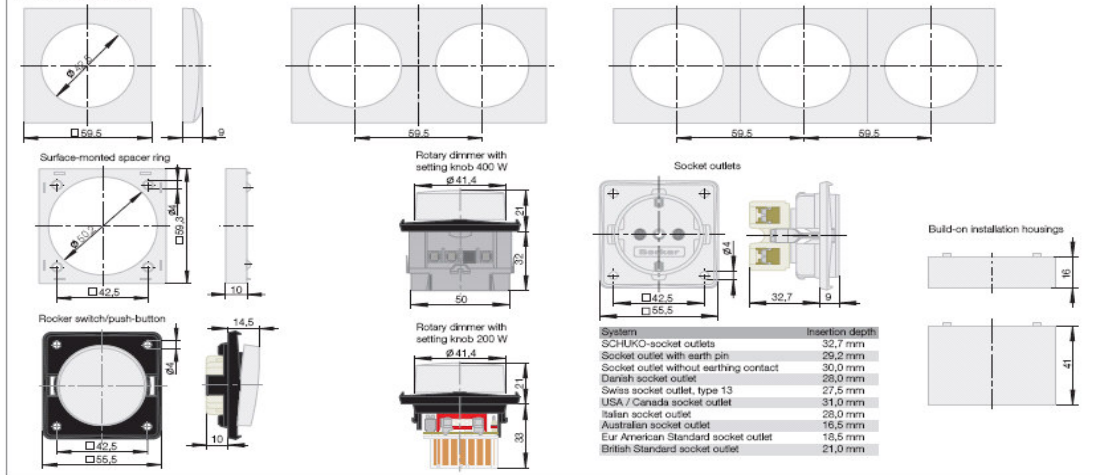 Ø 42,5
□ 59.5
9
59.5
59.5
59.5
Surface-monted spacer ring
Ø 50,2
ø4
□ 59,3
□ 42,5
10
Rotary dimmer with
setting knob 400 W
Ø 41,4
21
32
50
Socket outlets
Berker
ø4
□ 42,5
□ 55,5
32,7
9
Build-on installation housings
16
41
Rocker switch/push-button
14,5
ø4
□ 42,5
□ 55,5
10
Rotary dimmer with
setting knob 200 W
Ø 41,4
21
33
System Insertion depth
SCHUKO-socket outlets 32,7 mm
Socket outlet with earth pin 29,2 mm
Socket outlet without earthing contact 30,0 mm
Danish socket outlet 28,0 mm
Swiss socket outlet, type 13 27,5 mm
USA / Canada socket outlet 31,0 mm
Italian socket outlet 28,0 mm
Australian socket outlet 16,5 mm
Eur American Standard socket outlet 18,5 mm
British Standard socket outlet 21,0 mm